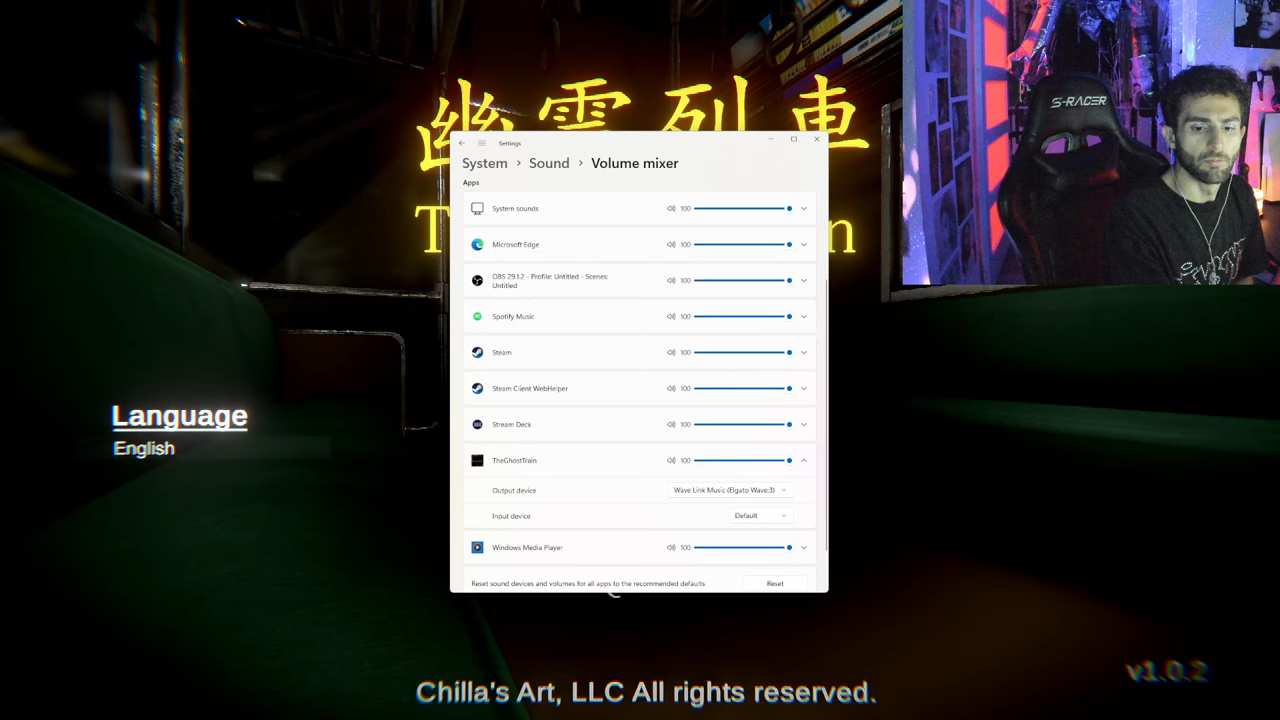 幽霊列車
S-RACER
Settings
System > Sound > Volume mixer
Apps
System sounds 100
Microsoft Edge 100
OBS 29.1.2 - Profile: Untitled - Scenes:
Untitled 100
Spotify Music 100
Steam 100
Steam Client WebHelper 100
Stream Deck 100
TheGhostTrain 100
Output device Wave Link Music (Elgato Wave:3)
Input device Default
Windows Media Player 100
Reset sound devices and volumes for all apps to the recommended defaults Reset
Language
English
Chilla's Art, LLC All rights reserved.
v1.0.2